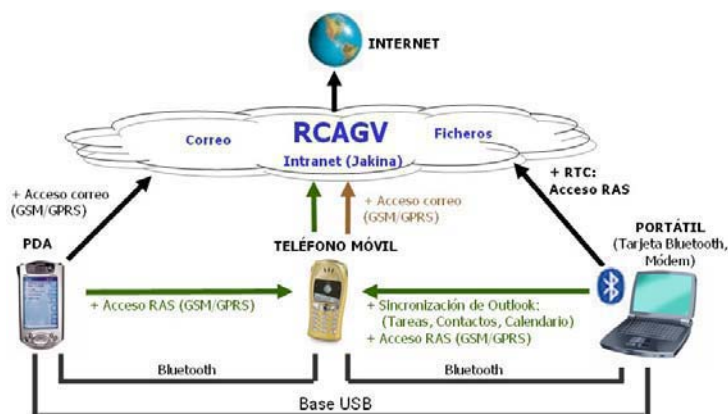 INTERNET
RCAGV
Correo
Ficheros
Intranet (Jakina)
+ RTC:
Acceso RAS
+ Acceso correo
(GSM/GPRS)
+ Acceso correo
(GSM/GPRS)
PDA
TELÉFONO MÓVIL
PORTÁTIL
(Tarjeta Bluetooth,
Módem)
+ Acceso RAS (GSM/GPRS)
+ Sincronización de Outlook:
(Tareas, Contactos, Calendario)
+ Acceso RAS (GSM/GPRS)
Bluetooth
Bluetooth
Base USB